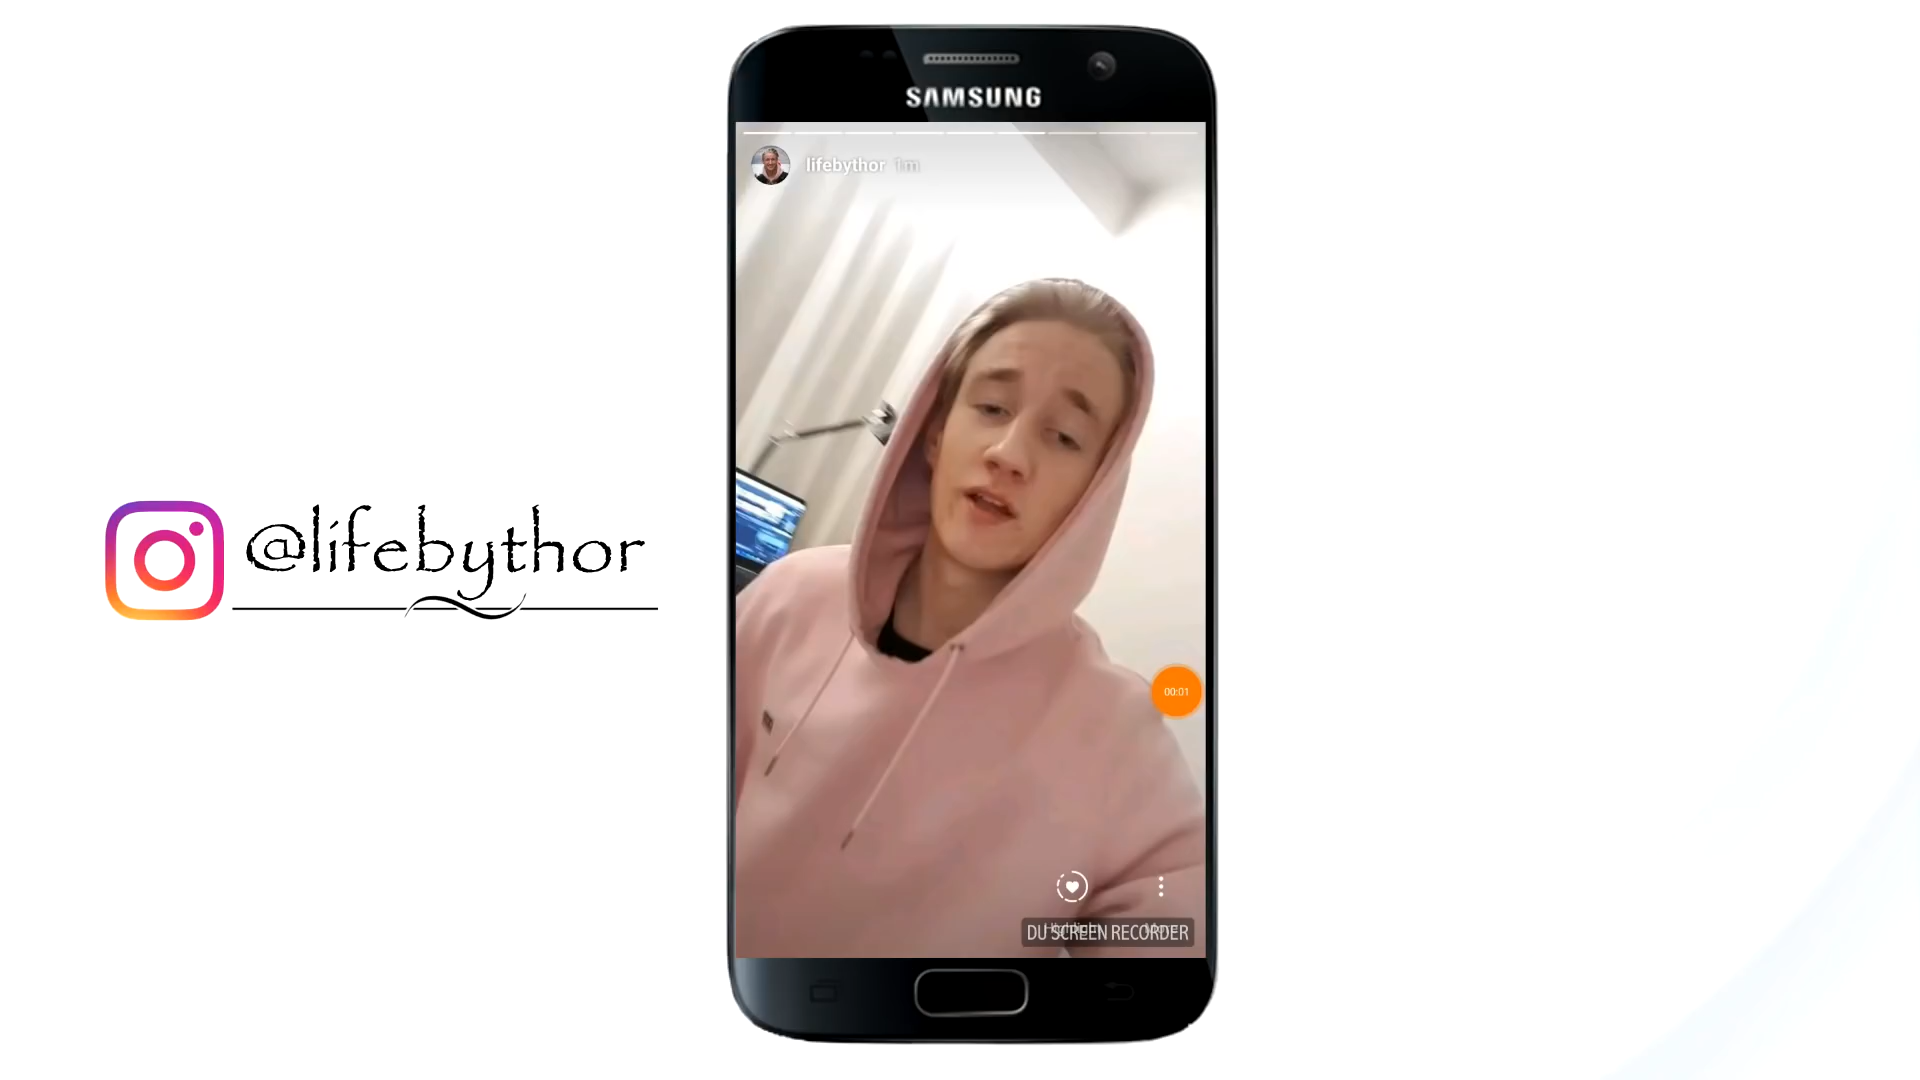 SAMSUNG
lifebythor 1m
@lifebythor
00:01
DU SCREEN RECORDER